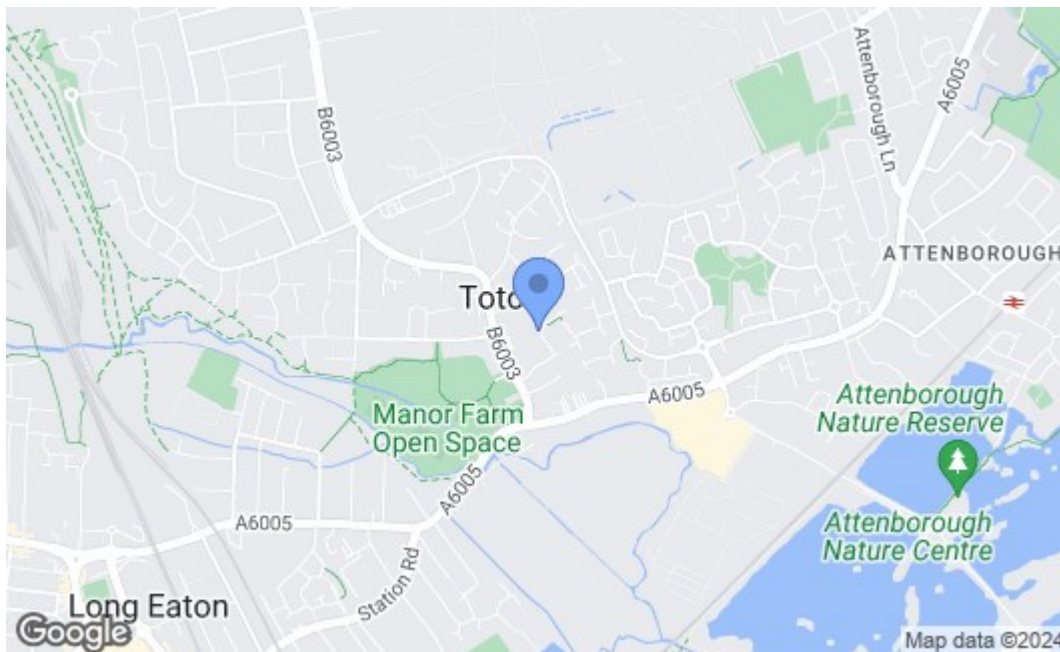 Attenborough Ln
A6005
B6003
ATTENBOROUGH
B6003
A6005
Manor Farm
Open Space
Attenborough
Nature Reserve
A6005
A6005
Attenborough
Nature Centre
Station Rd
Long Eaton
Google
Map data ©2024